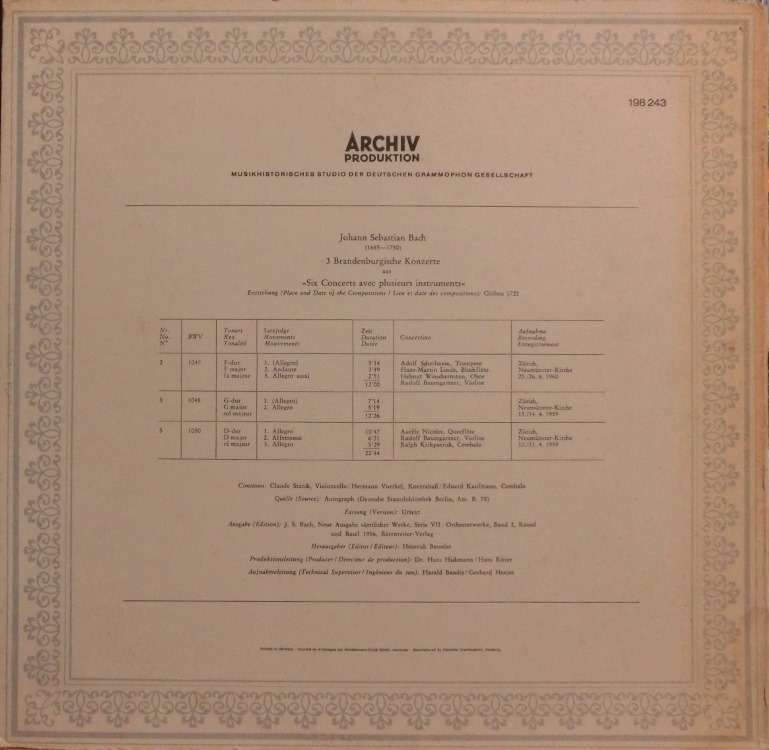 198 243
ARCHIV
PRODUKTION
MUSIKHISTORISCHES STUDIO DER DEUTSCHEN GRAMMOPHON GESELLSCHAFT
Johann Sebastian Bach
(1685—1750)
3 Brandenburgische Konzerte
aus
»Six Concerts avec plusieurs instruments«
Entstehung (Place and Date of the Compositions / Lieu et date des compositions): Cöthen 1721
Nr. BWV Tonart Satzfolge Zeit Concertino Aufnahme
No. Key Movements Duration Recording
N° Tonalité Mouvements Durée Enregistrement
2 1047 F-dur 1. (Allegro) 5'14 Adolf Scherbaum, Trompete Zürich,
F major 2. Andante 3'49 Hans-Martin Linde, Blockflöte Neumünster-Kirche
fa majeur 3. Allegro assai 2'51 Helmut Winschermann, Oboe 25./26. 6. 1960
12'00 Rudolf Baumgartner, Violine
3 1048 G-dur 1. (Allegro) 7'14 Zürich,
G major 2. Allegro 5'19 Neumünster-Kirche
sol majeur 12'26 13./14. 4. 1959
5 1050 D-dur 1. Allegro 10'47 Aurèle Nicolet, Querflöte Zürich,
D major 2. Affettuoso 6'21 Rudolf Baumgartner, Violine Neumünster-Kirche
ré majeur 3. Allegro 5'29 Ralph Kirkpatrick, Cembalo 4. 1959
22'44
Continuo: Claude Starck, Violoncello / Hermann Voerkel, Kontrabaß / Eduard Kaufmann, Cembalo
Quelle (Source): Autograph (Deutsche Staatsbibliothek Berlin, Am. B. 78)
Fassung (Version): Urtext
Ausgabe (Edition): J. S. Bach, Neue Ausgabe sämtlicher Werke, Serie VII: Orchesterwerke, Band 2, Kassel
und Basel 1956, Bärenreiter-Verlag
Herausgeber (Editor / Editeur): Heinrich Besseler
Produktionsleitung (Producer / Directeur de production): Dr. Hans Hickmann / Hans Ritter
Aufnahmeleitung (Technical Supervisor / Ingénieur du son): Harald Baudis / Gerhard Henjes
Printed in Germany